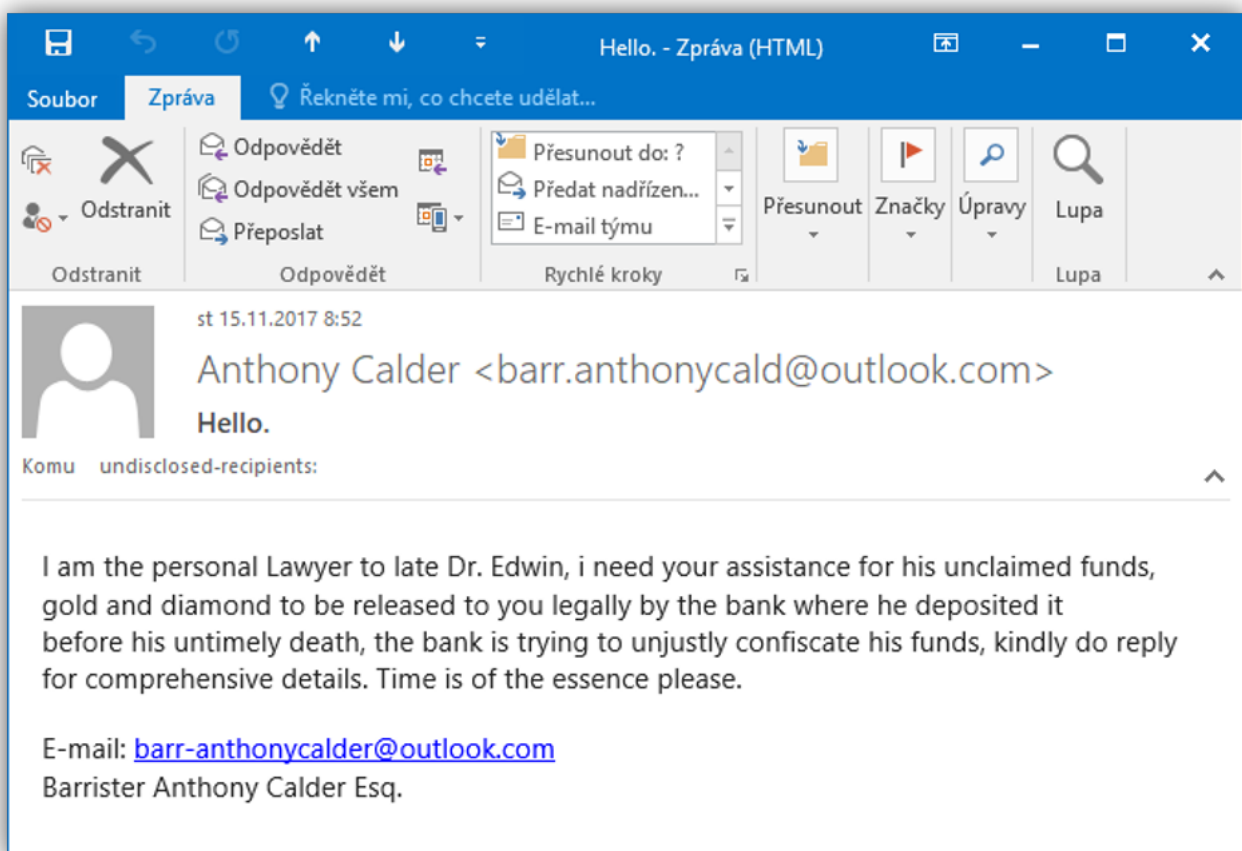 Hello. - Zpráva (HTML)
Soubor
Zpráva
Řekněte mi, co chcete udělat...
Odstranit
Odpovědět
Odpovědět všem
Přeposlat
Přesunout do: ?
Předat nadřízen...
E-mail týmu
Přesunout
Značky
Úpravy
Lupa
Odstranit
Odpovědět
Rychlé kroky
Lupa
st 15.11.2017 8:52
Anthony Calder <barr.anthonycald@outlook.com>
Hello.
Komu undisclosed-recipients:
I am the personal Lawyer to late Dr. Edwin, i need your assistance for his unclaimed funds,
gold and diamond to be released to you legally by the bank where he deposited it
before his untimely death, the bank is trying to unjustly confiscate his funds, kindly do reply
for comprehensive details. Time is of the essence please.
E-mail: barr-anthonycalder@outlook.com
Barrister Anthony Calder Esq.